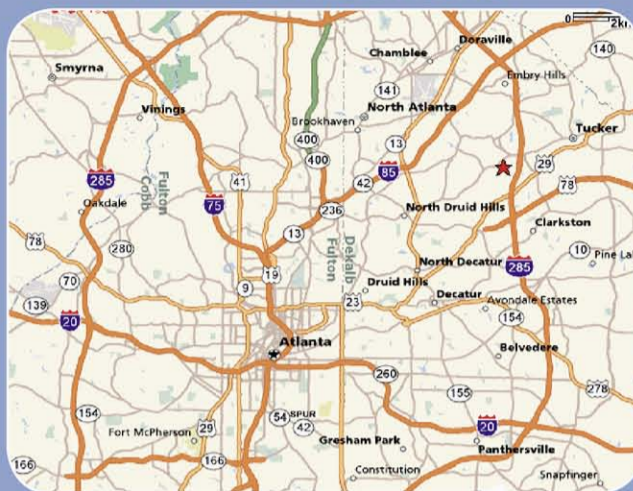 0 2km
Doraville
140
Chamblee
Smyrna
Embry Hills
141
Vinings
North Atlanta
Brookhaven
Tucker
400
13
29
400
85
285
41
42
78
Fulton
Cobb
75
236
Oakdale
North Druid Hills
Clarkston
13
78
280
DeKalb
Fulton
10
Pine La
North Decatur
285
70
19
9
Druid Hills
23
Decatur
Avondale Estates
139
154
20
Atlanta
Belvedere
260
155
278
154
54
SPUR
42
29
20
Fort McPherson
Gresham Park
Panthersville
166
166
Constitution
Snapfinger